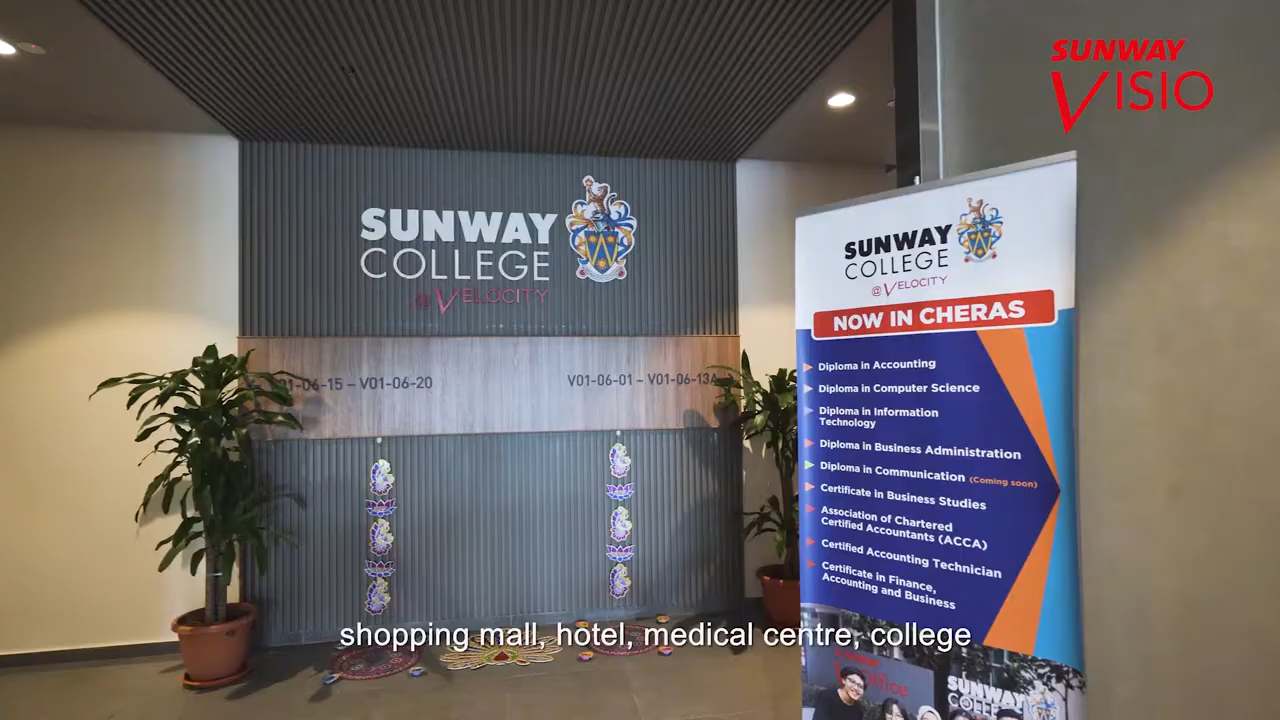 SUNWAY
VISIO
SUNWAY
COLLEGE
@VELOCITY
01-06-15 – V01-06-20
V01-06-01 – V01-06-13A
SUNWAY
COLLEGE
@VELOCITY
NOW IN CHERAS
Diploma in Accounting
Diploma in Computer Science
Diploma in Information
Technology
Diploma in Business Administration
Diploma in Communication (Coming soon)
Certificate in Business Studies
Association of Chartered
Certified Accountants (ACCA)
Certified Accounting Technician
Certificate in Finance,
Accounting and Business
shopping mall, hotel, medical centre, college
SUNWAY
COLLEGE